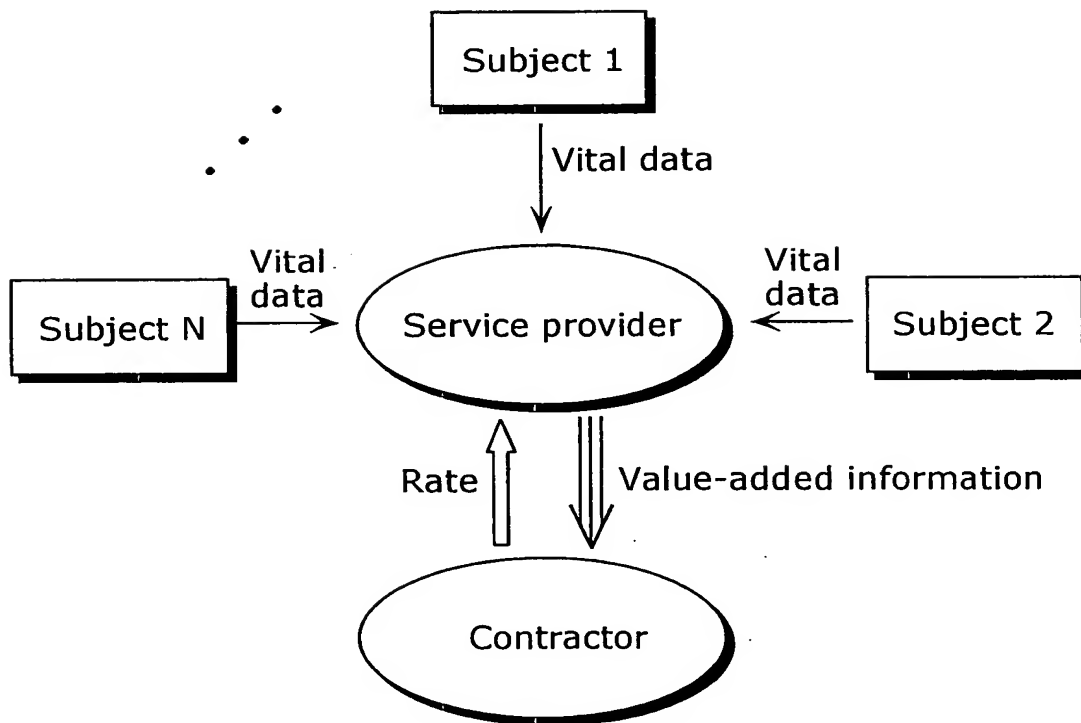 Subject 1
Vital data
Vital
data
Subject N
Service provider
Vital
data
Subject 2
Rate
Value-added information
Contractor